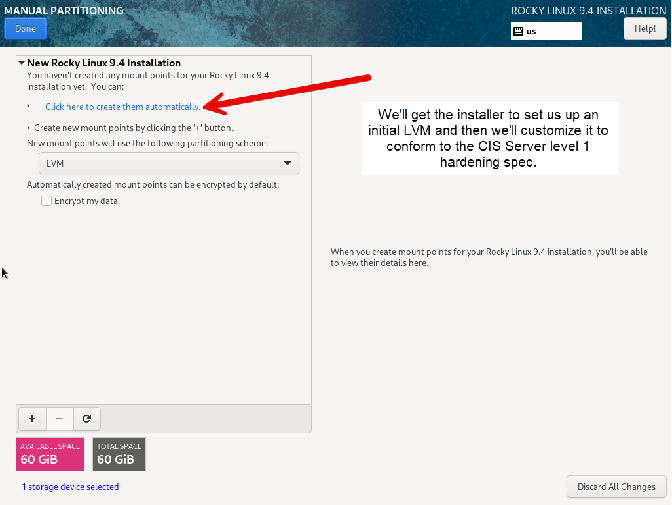 MANUAL PARTITIONING
ROCKY LINUX 9.4 INSTALLATION
Done
us
Help!
New Rocky Linux 9.4 Installation
You haven't created any mount points for your Rocky Linux 9.4
installation yet. You can:
• Click here to create them automatically.
• Create new mount points by clicking the '+' button.
New mount points will use the following partitioning scheme:
LVM
Automatically created mount points can be encrypted by default:
Encrypt my data.
We'll get the installer to set us up an
initial LVM and then we'll customize it to
conform to the CIS Server level 1
hardening spec.
When you create mount points for your Rocky Linux 9.4 installation, you'll be able
to view their details here.
+ −
AVAILABLE SPACE
60 GiB
TOTAL SPACE
60 GiB
1 storage device selected
Discard All Changes